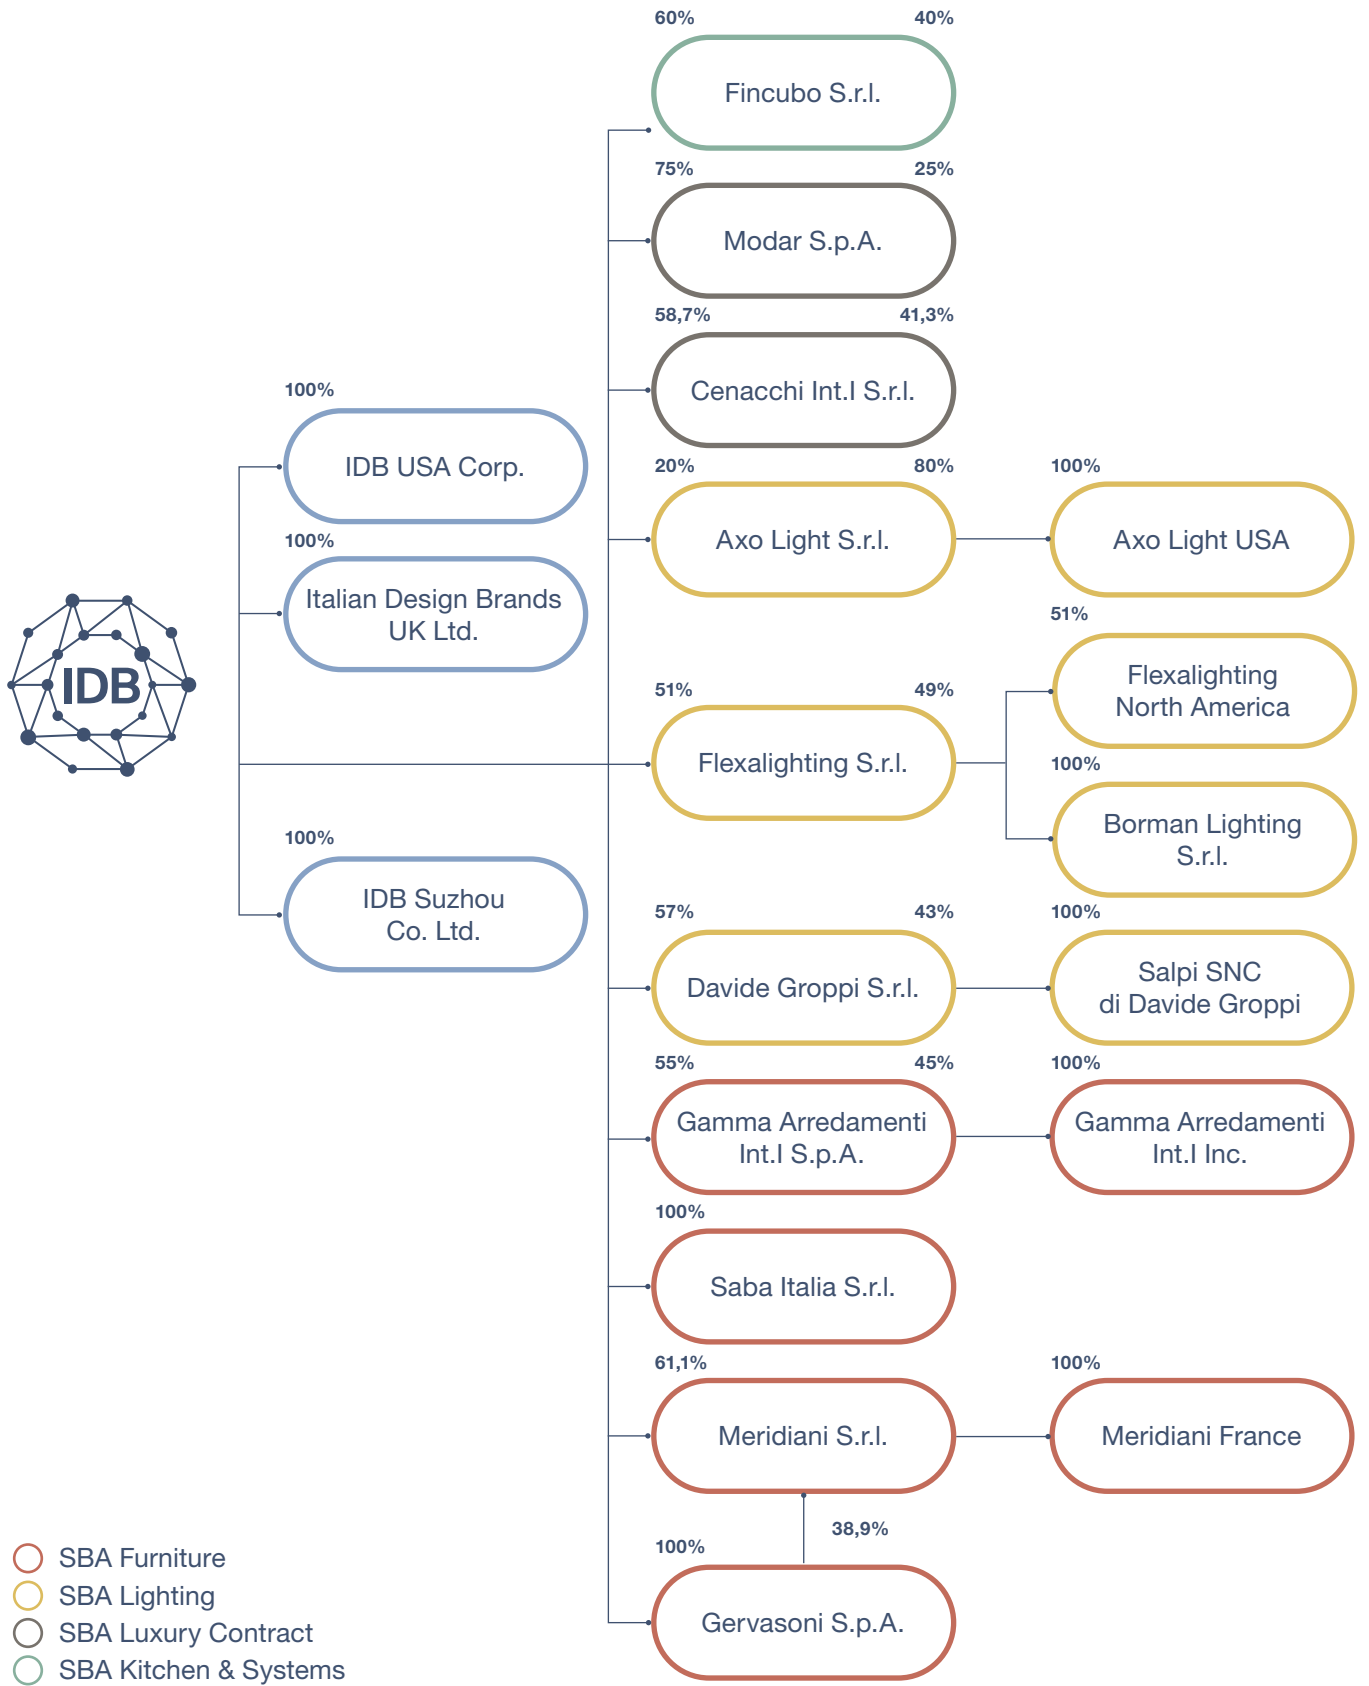 60% 40%
Fincubo S.r.l.
75% 25%
Modar S.p.A.
58,7% 41,3%
Cenacchi Int.l S.r.l.
100%
IDB USA Corp.
20% 80% 100%
Axo Light S.r.l. Axo Light USA
100%
Italian Design Brands
UK Ltd.
IDB
51%
Flexalighting
North America
51% 49%
Flexalighting S.r.l.
100%
Borman Lighting
S.r.l.
100%
IDB Suzhou
Co. Ltd.
57% 43% 100%
Davide Groppi S.r.l.
Salpi SNC
di Davide Groppi
55% 45% 100%
Gamma Arredamenti
Int.l S.p.A.
Gamma Arredamenti
Int.l Inc.
100%
Saba Italia S.r.l.
61,1% 100%
Meridiani S.r.l. Meridiani France
38,9%
100%
Gervasoni S.p.A.
SBA Furniture
SBA Lighting
SBA Luxury Contract
SBA Kitchen & Systems